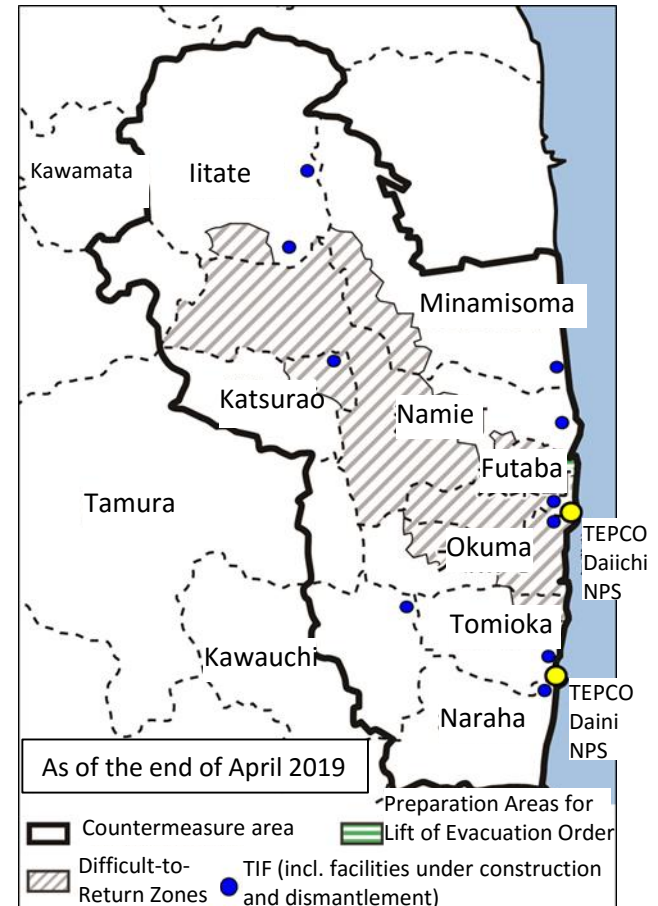 Kawamata
Iitate
Minamisoma
Katsurao
Namie
Futaba
Tamura
Okuma
TEPCO
Daiichi
NPS
Tomioka
Kawauchi
TEPCO
Daini
NPS
Naraha
As of the end of April 2019
Countermeasure area
Preparation Areas for
Lift of Evacuation Order
Difficult-to-
Return Zones
TIF (incl. facilities under construction
and dismantlement)